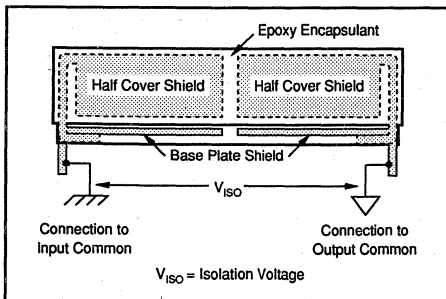 Epoxy Encapsulant
Half Cover Shield
Half Cover Shield
Base Plate Shield
VISO
Connection to
Input Common
Connection to
Output Common
VISO = Isolation Voltage